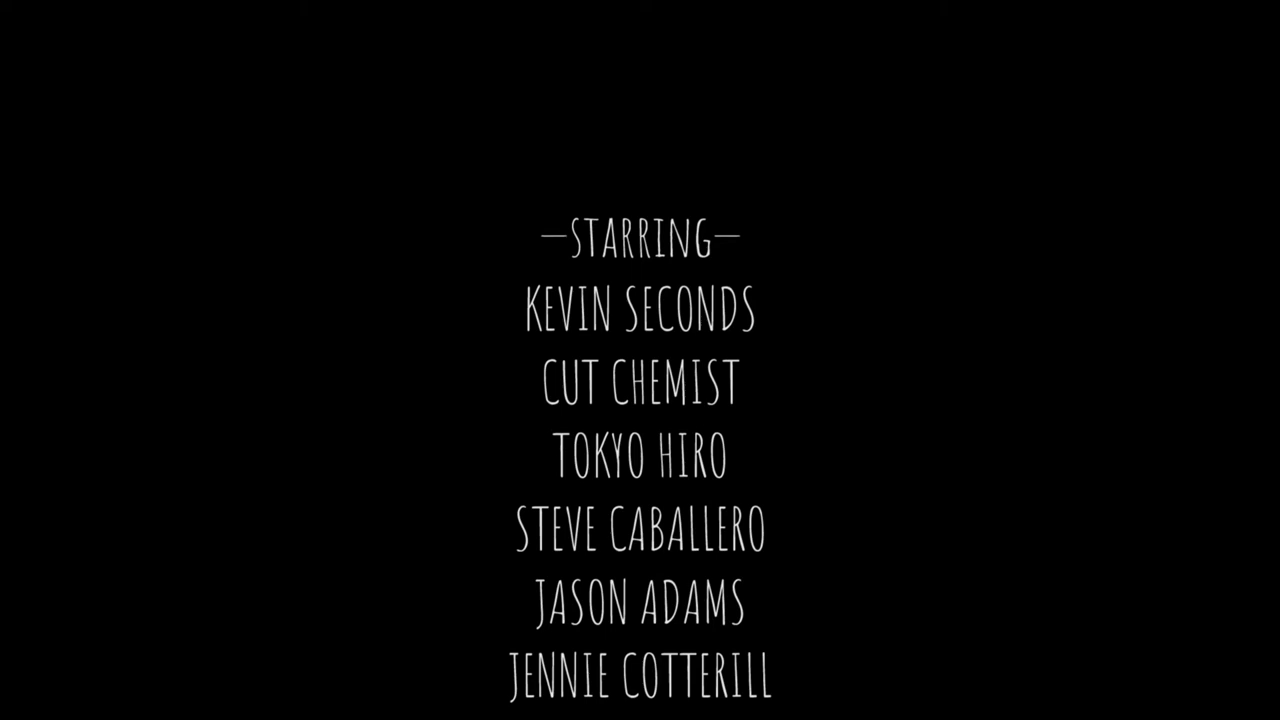 —STARRING—
KEVIN SECONDS
CUT CHEMIST
TOKYO HIRO
STEVE CABALLERO
JASON ADAMS
JENNIE COTTERILL